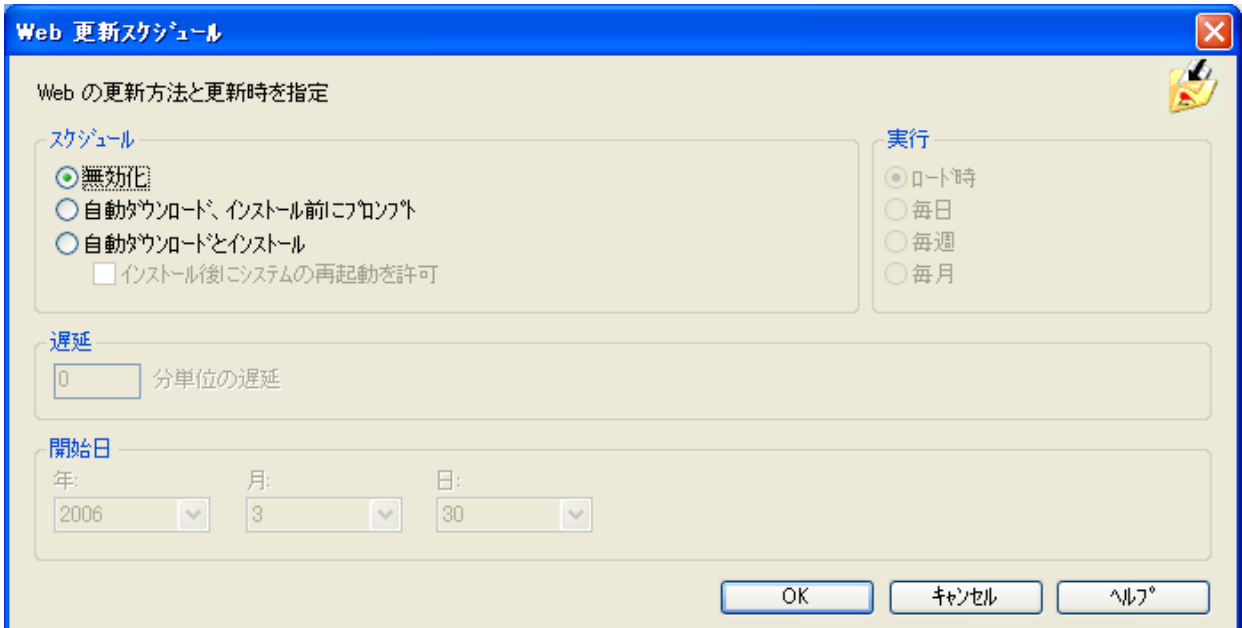 Web 更新ｽｹｼﾞｭｰﾙ
Web の更新方法と更新時を指定
ｽｹｼﾞｭｰﾙ
無効化
自動ﾀﾞｳﾝﾛｰﾄﾞ、ｲﾝｽﾄｰﾙ前にﾌﾟﾛﾝﾌﾟﾄ
自動ﾀﾞｳﾝﾛｰﾄﾞとｲﾝｽﾄｰﾙ
ｲﾝｽﾄｰﾙ後にｼｽﾃﾑの再起動を許可
実行
ﾛｰﾄﾞ時
毎日
毎週
毎月
遅延
0 分単位の遅延
開始日
年: 月: 日:
2006 3 30
OK ｷｬﾝｾﾙ ﾍﾙﾌﾟ